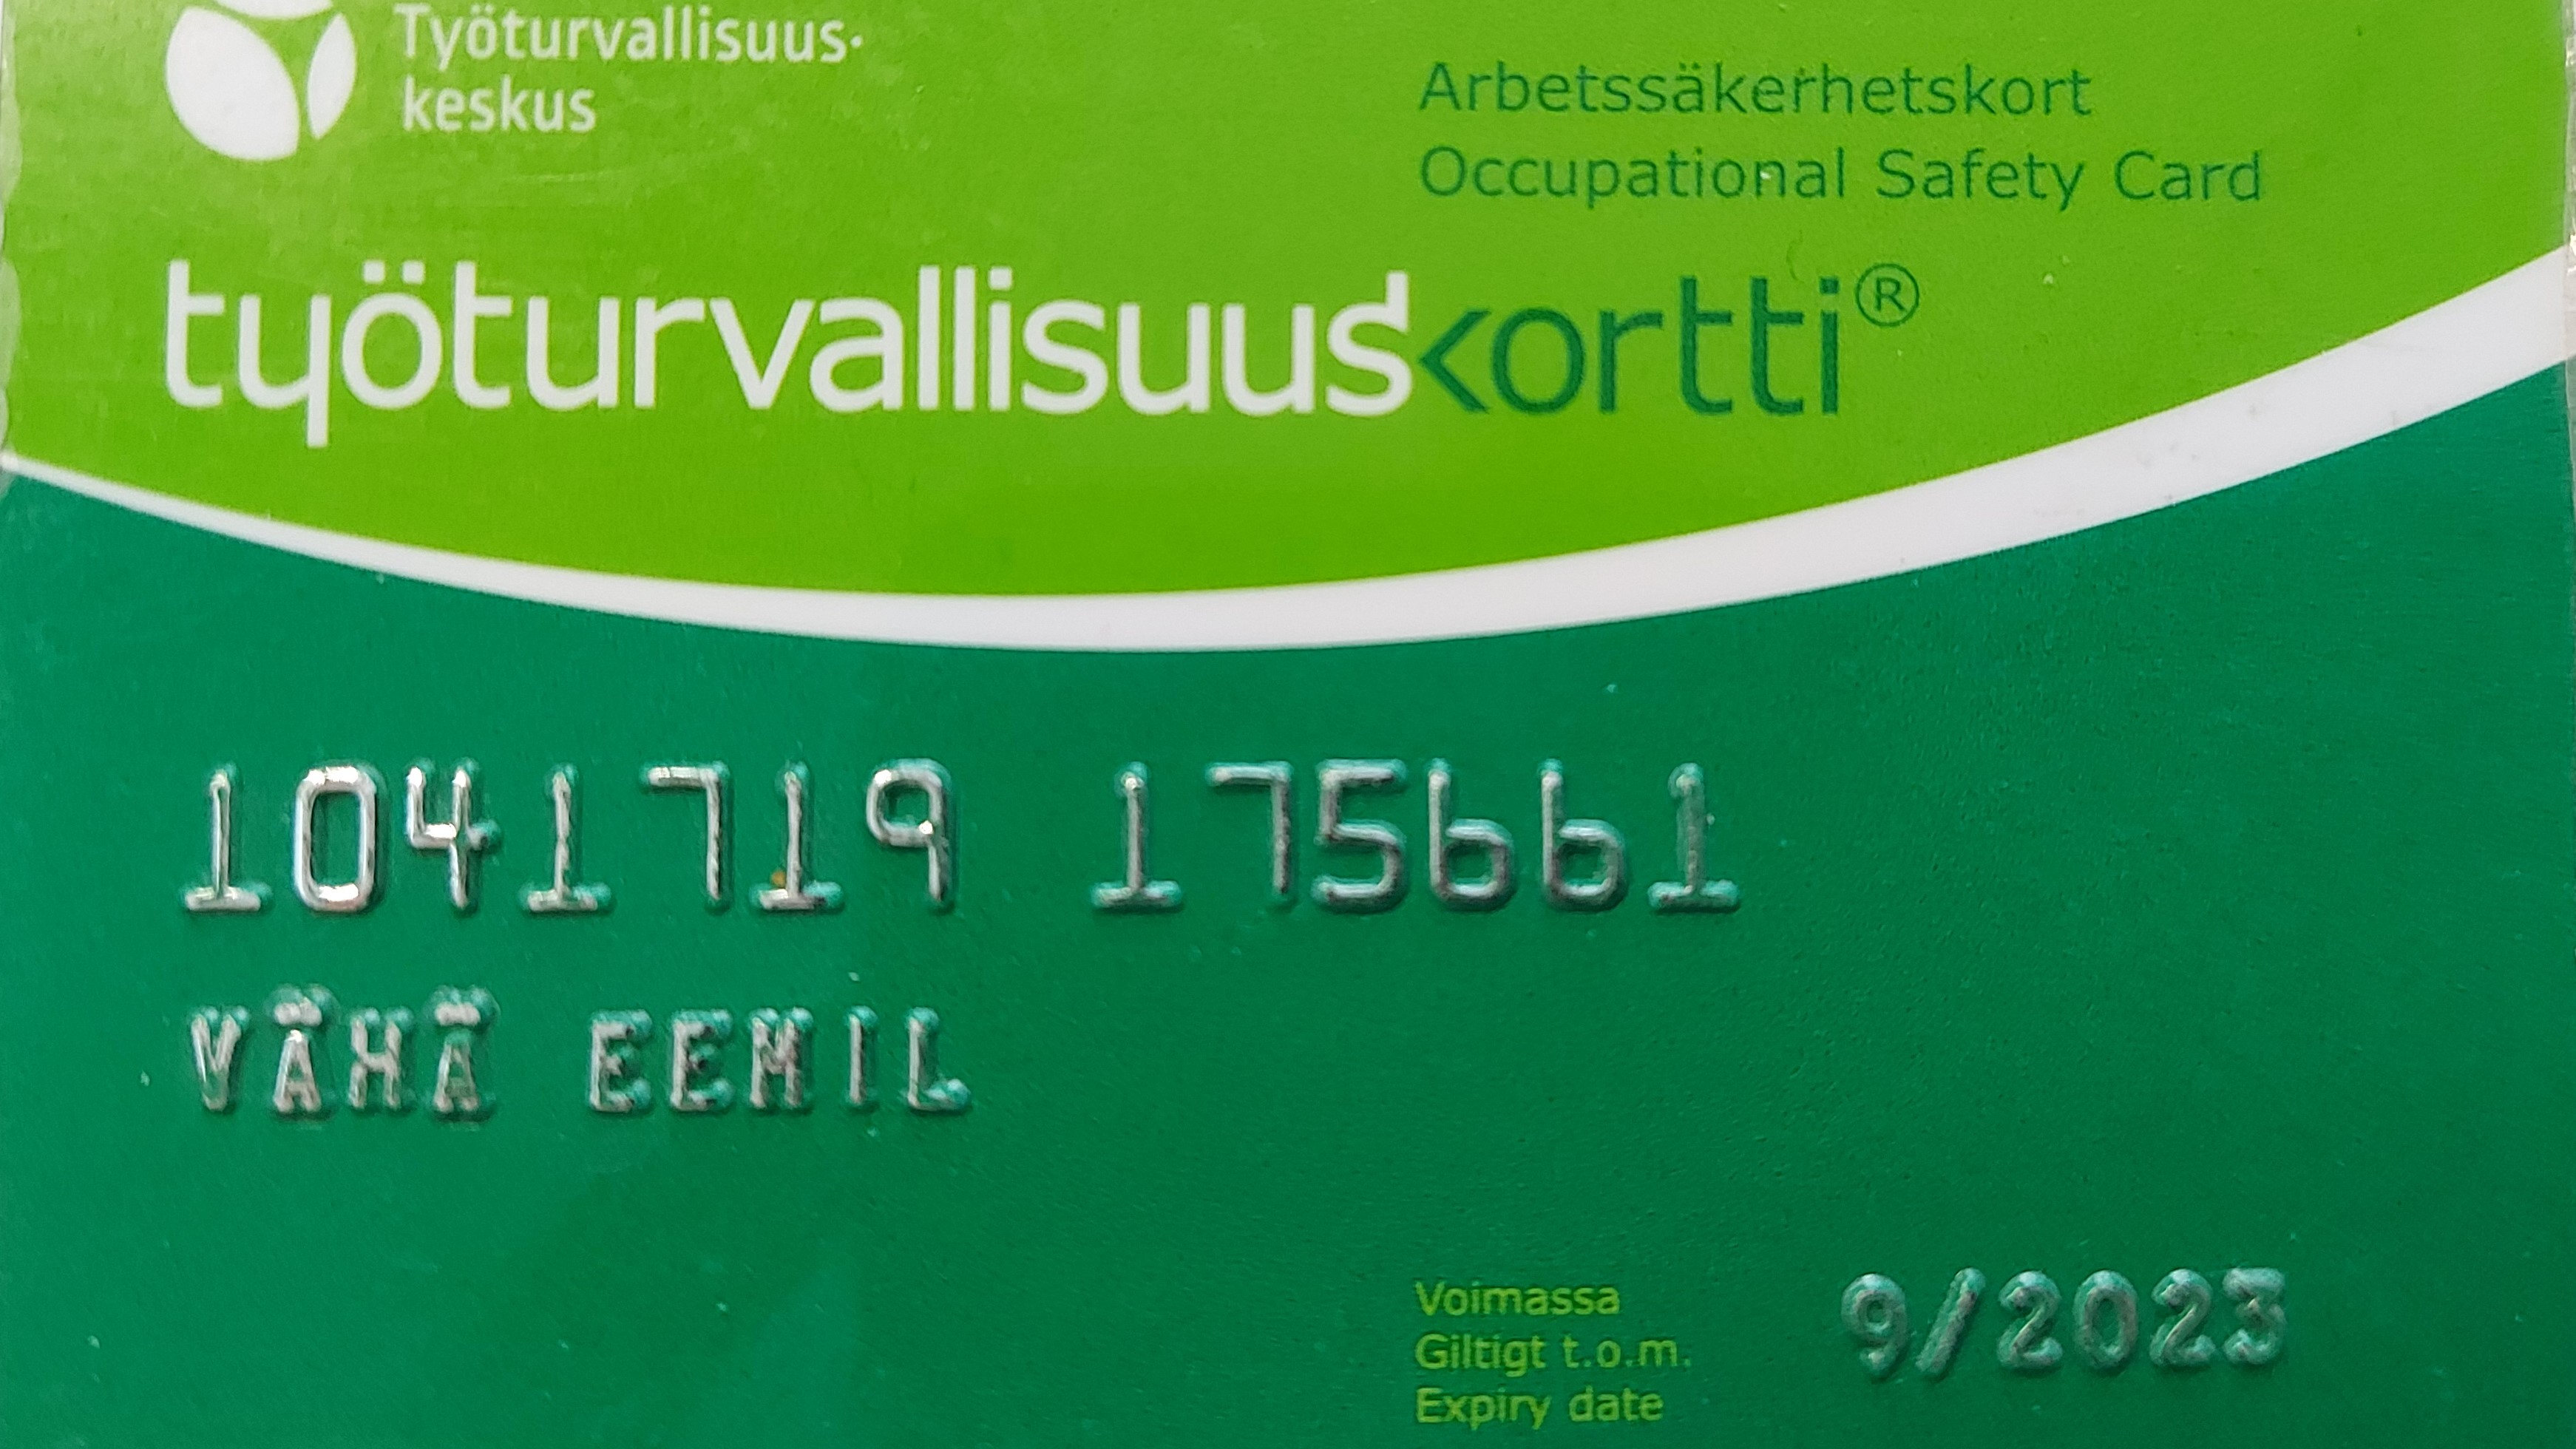 Työturvallisuus-
keskus
Arbetssäkerhetskort
Occupational Safety Card
työturvallisuuskortti®
1041719 175661
VÄHÄ EEMIL
Voimassa
Giltigt t.o.m.
Expiry date
9/2023